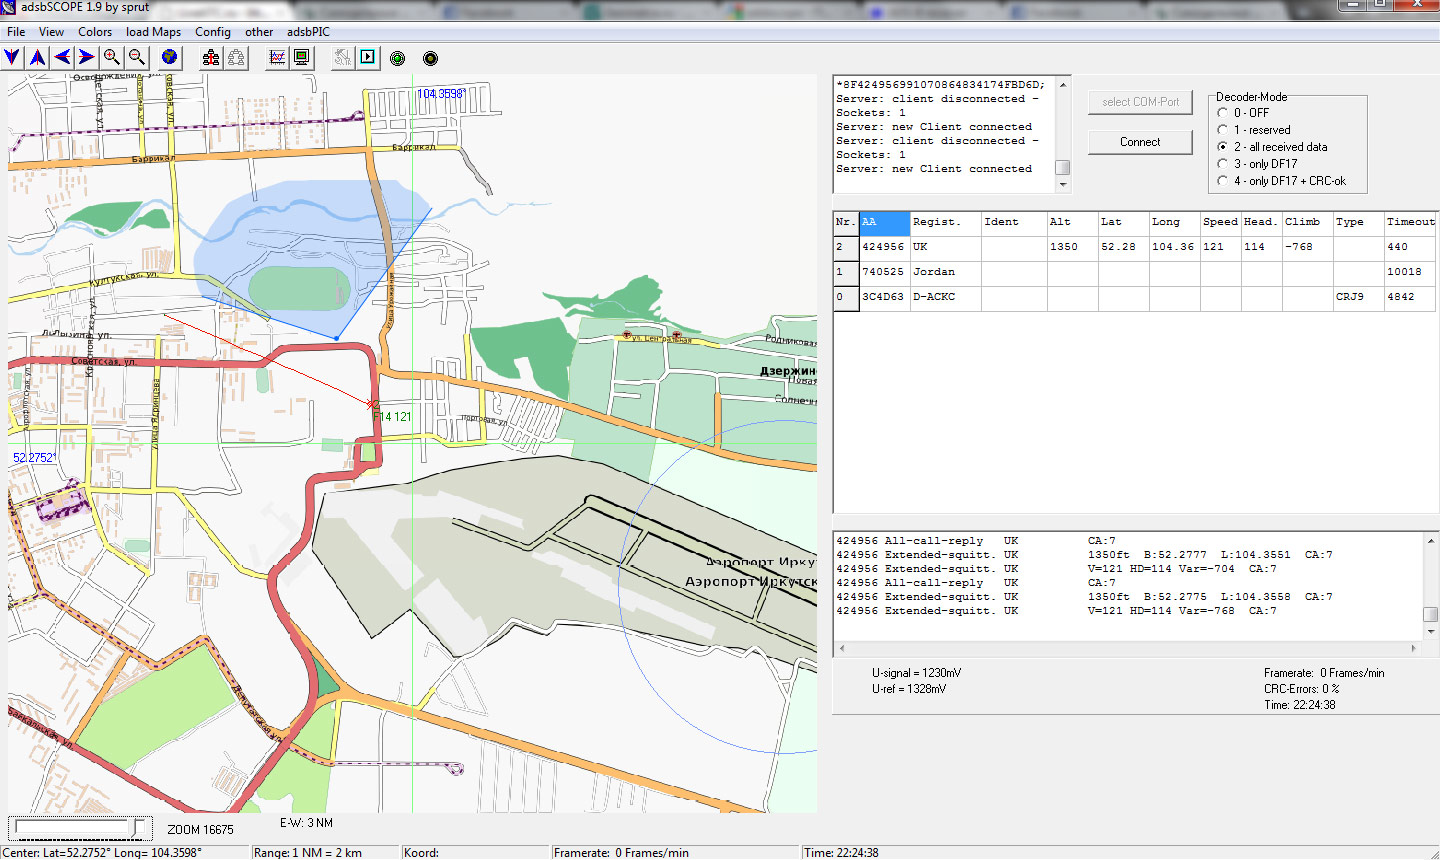 adsbSCOPE 1.9 by sprut
File View Colors load Maps Config other adsbPIC
104.3598°
Баррикад
Баррикад
Култукская, ул.
Советская, ул.
ул. Центральная
Родниковая
Дзержин
Новая
Солнечн
F14 121
52.2752°
Аэропорт Ирку
Аэропорт Иркутск
Депутатская, ул.
Байкальская, ул.
ZOOM 16675
E-W: 3 NM
*8F424956991070864834174FBD6D;
Server: client disconnected -
Sockets: 1
Server: new Client connected
Server: client disconnected -
Sockets: 1
Server: new Client connected
select COM-Port
Connect
Decoder-Mode
0 - OFF
1 - reserved
2 - all received data
3 - only DF17
4 - only DF17 + CRC-ok
Nr. AA Regist. Ident Alt Lat Long Speed Head. Climb Type Timeout
2 424956 UK 1350 52.28 104.36 121 114 -768 440
1 740525 Jordan 10018
0 3C4D63 D-ACKC CRJ9 4842
424956 All-call-reply UK CA:7
424956 Extended-squitt. UK 1350ft B:52.2777 L:104.3551 CA:7
424956 Extended-squitt. UK V=121 HD=114 Var=-704 CA:7
424956 All-call-reply UK CA:7
424956 Extended-squitt. UK 1350ft B:52.2775 L:104.3558 CA:7
424956 Extended-squitt. UK V=121 HD=114 Var=-768 CA:7
U-signal = 1230mV
U-ref = 1328mV
Framerate: 0 Frames/min
CRC-Errors: 0 %
Time: 22:24:38
Center: Lat=52.2752° Long= 104.3598° Range: 1 NM = 2 km Koord: Framerate: 0 Frames/min Time: 22:24:38